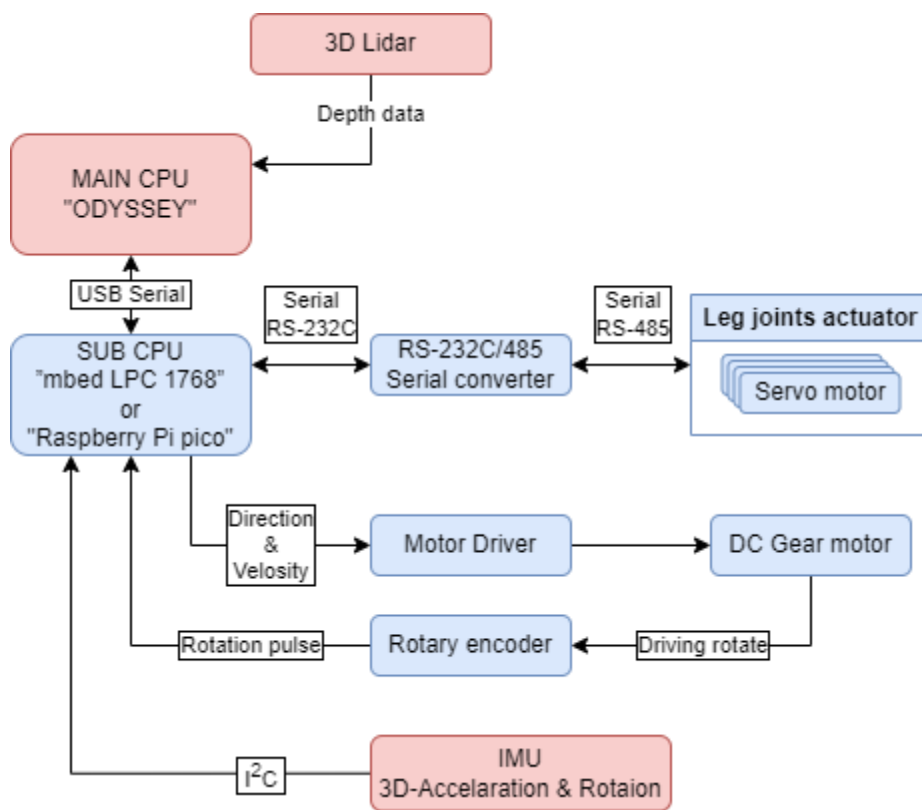 3D Lidar
Depth data
MAIN CPU
"ODYSSEY"
USB Serial
Serial
RS-232C
Serial
RS-485
SUB CPU
"mbed LPC 1768"
or
"Raspberry Pi pico"
RS-232C/485
Serial converter
Leg joints actuator
Servo motor
Direction
&
Velosity
Motor Driver
DC Gear motor
Rotation pulse
Rotary encoder
Driving rotate
I²C
IMU
3D-Accelaration & Rotaion